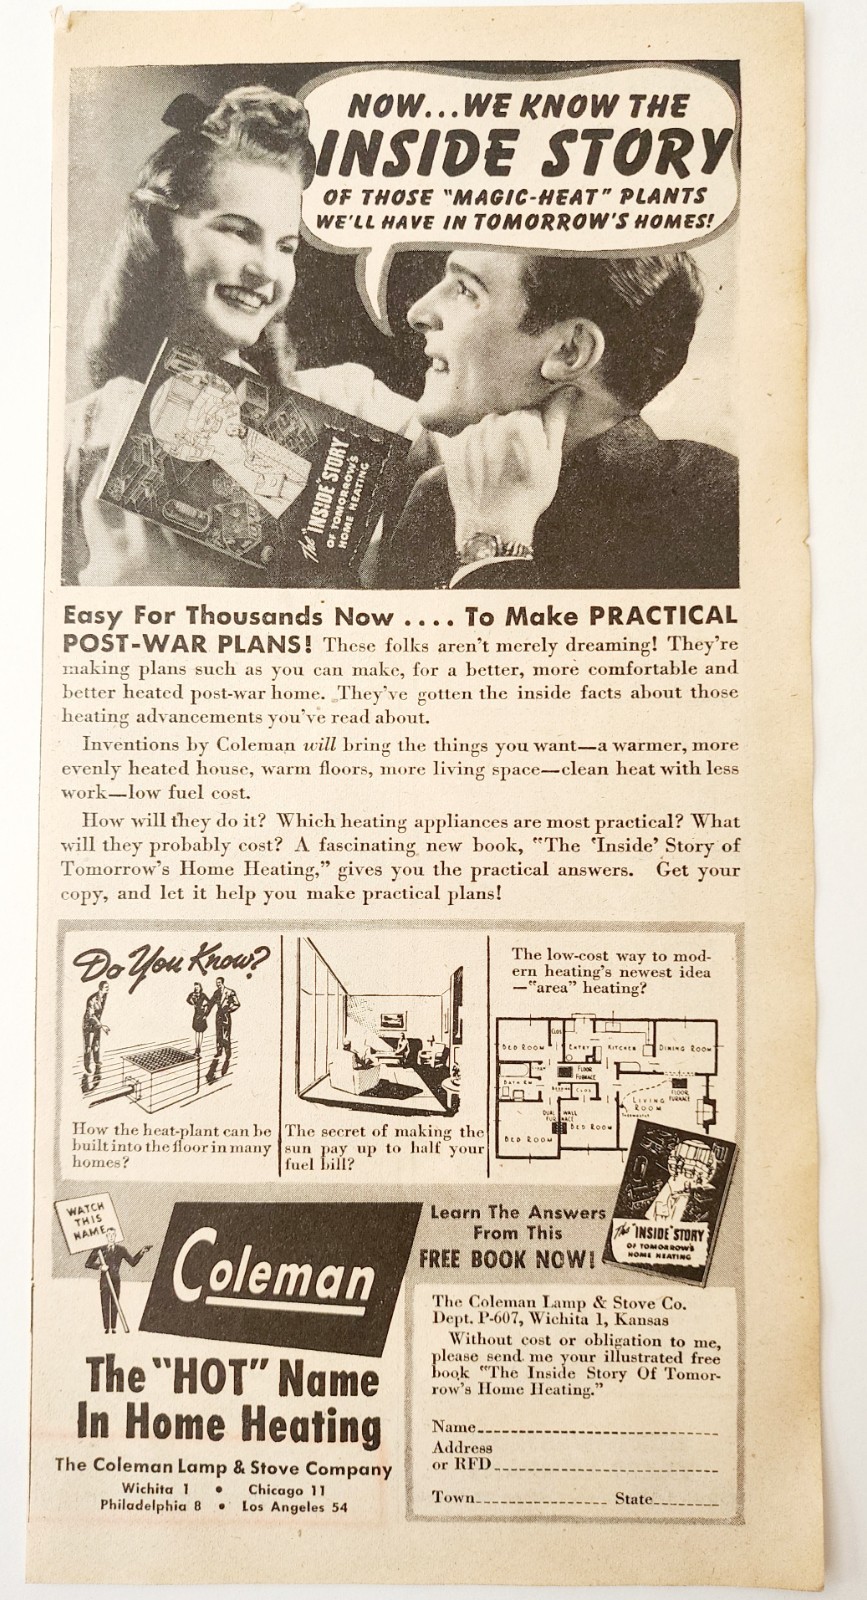 NOW...WE KNOW THE
INSIDE STORY
OF THOSE "MAGIC-HEAT" PLANTS
WE'LL HAVE IN TOMORROW'S HOMES!
The "INSIDE" STORY
OF TOMORROW'S
HOME HEATING
Easy For Thousands Now .... To Make PRACTICAL
POST-WAR PLANS! These folks aren't merely dreaming! They're
making plans such as you can make, for a better, more comfortable and
better heated post-war home. They've gotten the inside facts about those
heating advancements you've read about.
Inventions by Coleman will bring the things you want—a warmer, more
evenly heated house, warm floors, more living space—clean heat with less
work—low fuel cost.
How will they do it? Which heating appliances are most practical? What
will they probably cost? A fascinating new book, "The 'Inside' Story of
Tomorrow's Home Heating," gives you the practical answers. Get your
copy, and let it help you make practical plans!
Do You Know?
How the heat-plant can be
built into the floor in many
homes?
The secret of making the
sun pay up to half your
fuel bill?
The low-cost way to mod-
ern heating's newest idea
—"area" heating?
BED ROOM
CLOS
ENTRY
KITCHEN
DINING ROOM
BATH RM
FLOOR
FURNACE
CLOS
LIVING
ROOM
FLOOR
FURNACE
DUAL WALL
FURNACE
BED ROOM
BED ROOM
WATCH
THIS
NAME
Coleman
The "HOT" Name
In Home Heating
The Coleman Lamp & Stove Company
Wichita 1 • Chicago 11
Philadelphia 8 • Los Angeles 54
Learn The Answers
From This
FREE BOOK NOW!
The "INSIDE" STORY
OF TOMORROW'S
HOME HEATING
The Coleman Lamp & Stove Co.
Dept. P-607, Wichita 1, Kansas
Without cost or obligation to me,
please send me your illustrated free
book "The Inside Story Of Tomor-
row's Home Heating."
Name
Address
or RFD
Town State